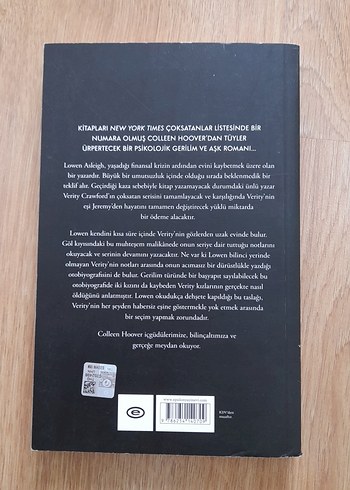 KİTAPLARI NEW YORK TIMES ÇOKSATANLAR LİSTESİNDE BİR
NUMARA OLMUŞ COLLEEN HOOVER'DAN TÜYLER
ÜRPERTECEK BİR PSİKOLOJİK GERİLİM VE AŞK ROMANI...
Lowen Asleigh, yaşadığı finansal krizin ardından evini kaybetmek üzere olan
bir yazardır. Büyük bir umutsuzluk içinde olduğu sırada beklenmedik bir
teklif alır. Geçirdiği kaza sebebiyle kitap yazamayacak durumdaki ünlü yazar
Verity Crawford'ın çoksatan serisini tamamlayacak ve karşılığında Verity'nin
eşi Jeremy'den hayatını tamamen değiştirecek yüklü miktarda
bir ödeme alacaktır.
Lowen kendini kısa süre içinde Verity'nin gözlerden uzak evinde bulur.
Göl kıyısındaki bu muhteşem malikânede onun seriye dair tuttuğu notlarını
okuyacak ve serinin devamını yazacaktır. Ne var ki Lowen bilinci yerinde
olmayan Verity'nin notları arasında onun acımasız bir dürüstlükle yazdığı
otobiyografisini de bulur. Gerilim türünde bir başyapıt sayılabilecek bu
otobiyografide iki kızını da kaybeden Verity kızlarının gerçekte nasıl
öldüğünü anlatmıştır. Lowen okudukça dehşete kapıldığı bu taslağı,
Verity'nin her şeyden habersiz eşine göstermekle yok etmek arasında
bir seçim yapmak zorundadır.
Colleen Hoover içgüdülerimize, bilinçaltımıza ve
gerçeğe meydan okuyor.
e